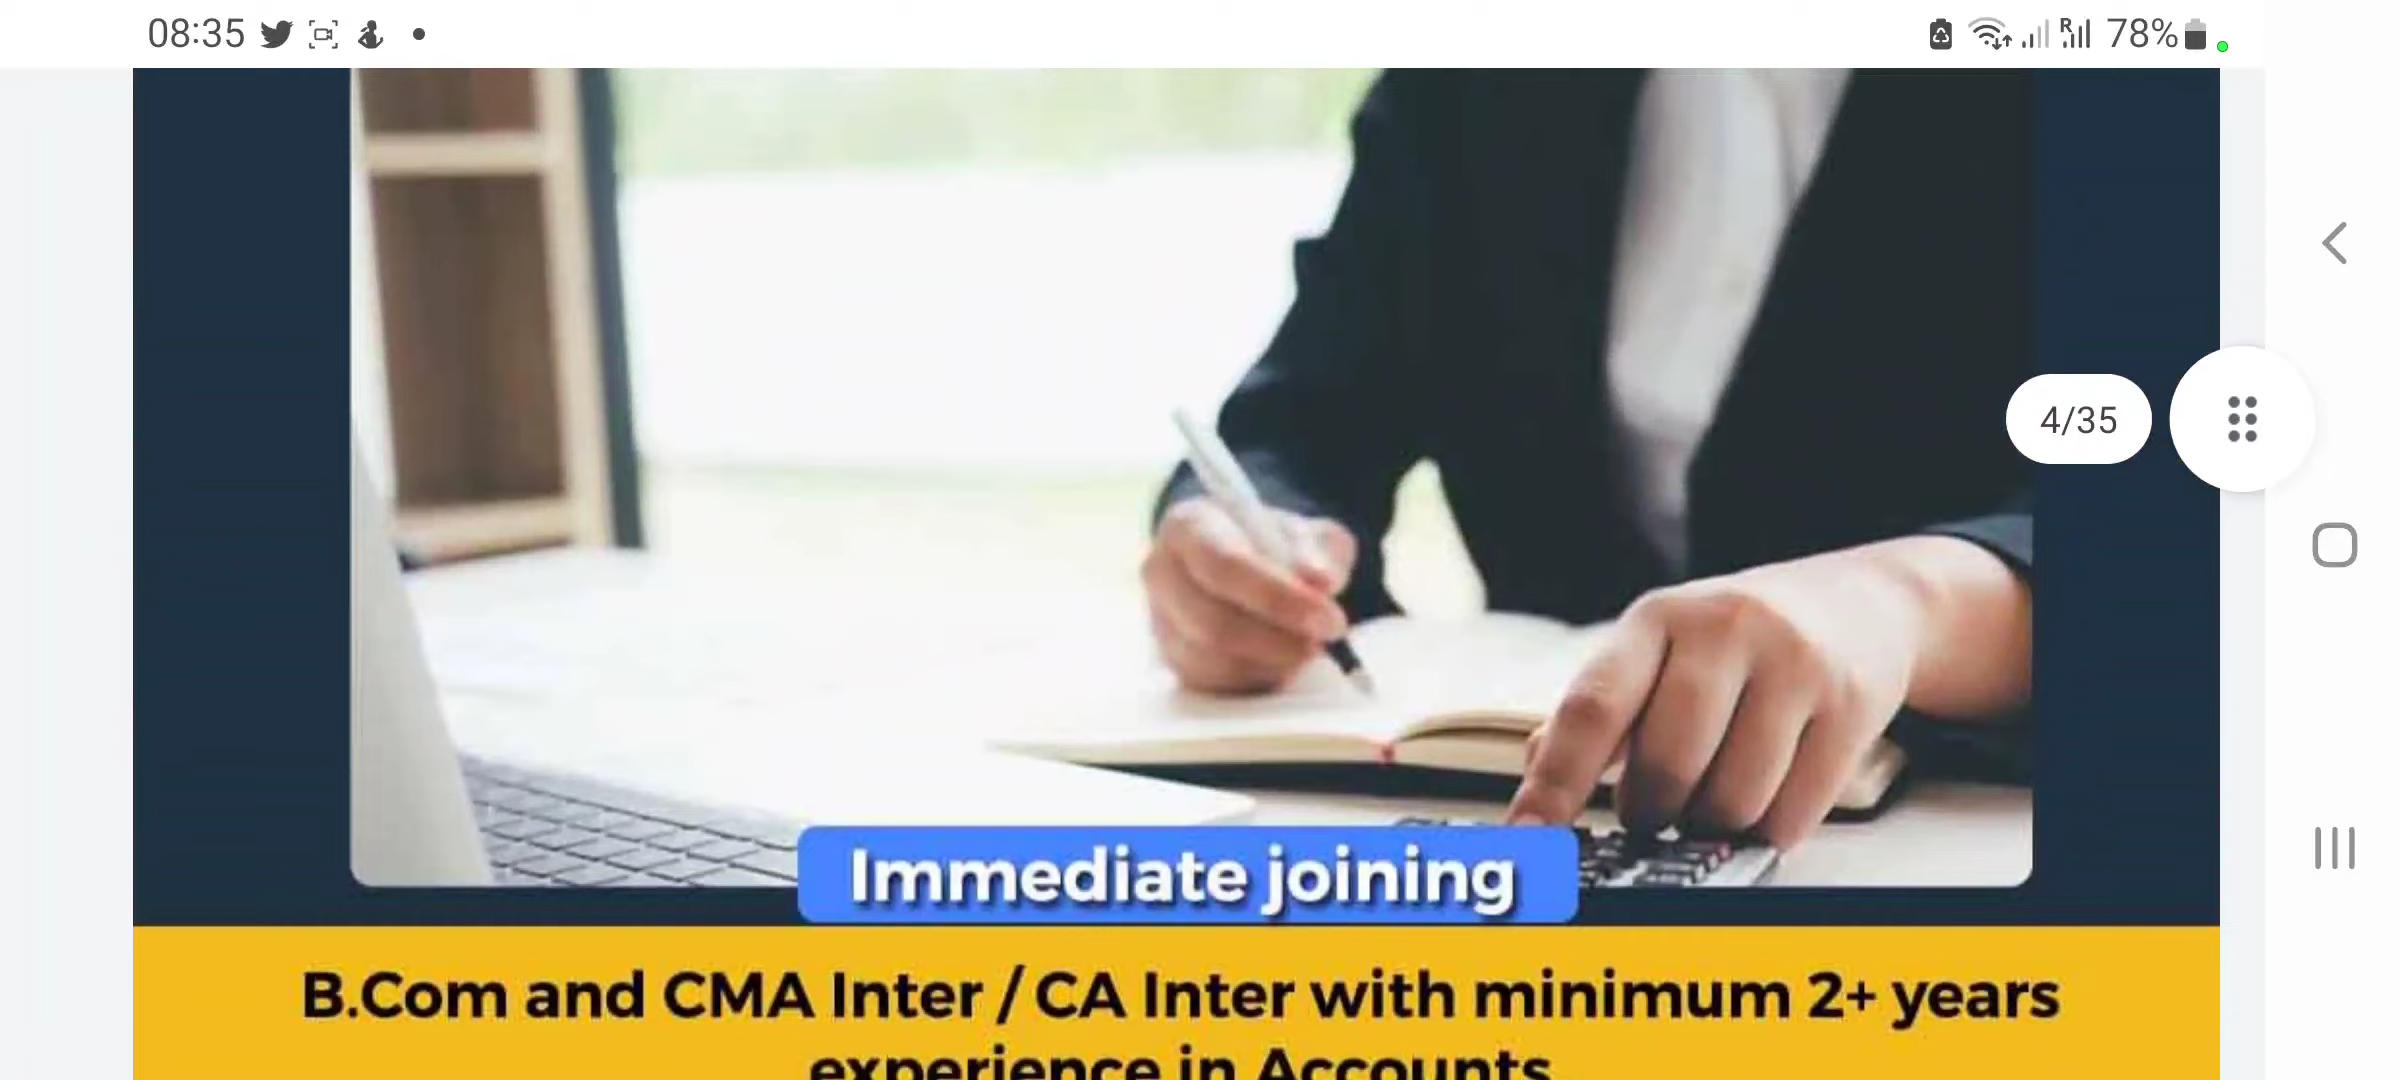 08:35
78%
4/35
Immediate joining
B.Com and CMA Inter / CA Inter with minimum 2+ years
experience in Accounts